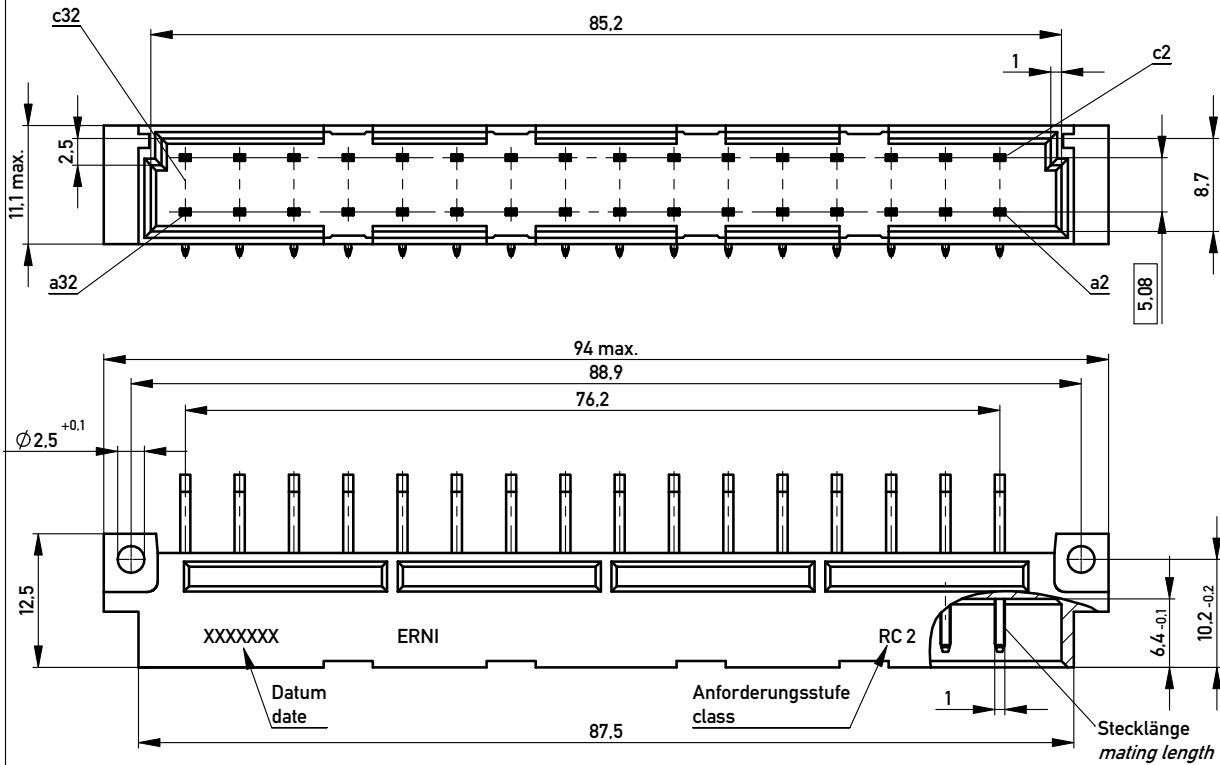 c32
85,2
1
c2
2,5
11,1 max.
8,7
a32
a2
5,08
94 max.
88,9
76,2
Ø2,5 +0,1
12,5
XXXXXXX
ERNI
RC 2
6,4 -0,1
10,2 -0,2
Datum
date
Anforderungsstufe
class
1
Stecklänge
mating length
87,5